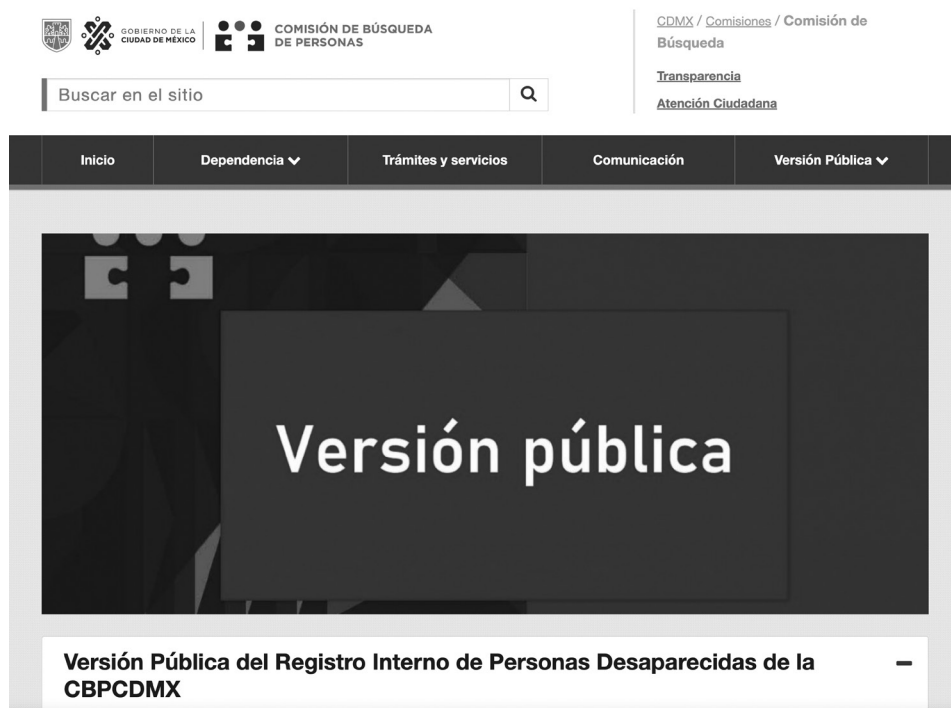 GOBIERNO DE LA
CIUDAD DE MÉXICO
COMISIÓN DE BÚSQUEDA
DE PERSONAS
CDMX / Comisiones / Comisión de
Búsqueda
Transparencia
Atención Ciudadana
Buscar en el sitio
Inicio
Dependencia
Trámites y servicios
Comunicación
Versión Pública
Versión pública
Versión Pública del Registro Interno de Personas Desaparecidas de la
CBPCDMX